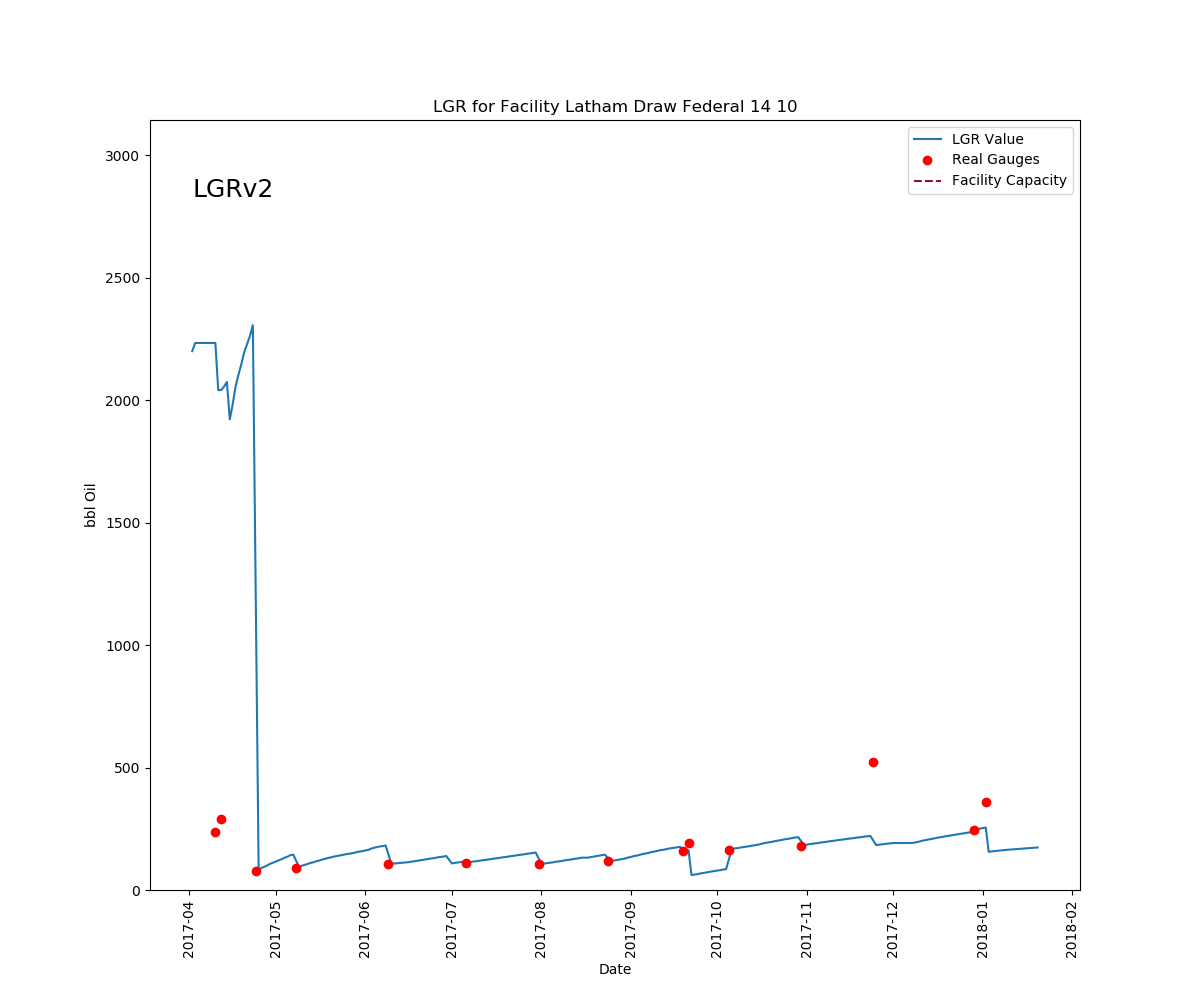 LGR for Facility Latham Draw Federal 14 10
LGR Value
Real Gauges
Facility Capacity
LGRv2
3000
2500
2000
1500
1000
500
0
bbl Oil
2017-04
2017-05
2017-06
2017-07
2017-08
2017-09
2017-10
2017-11
2017-12
2018-01
2018-02
Date